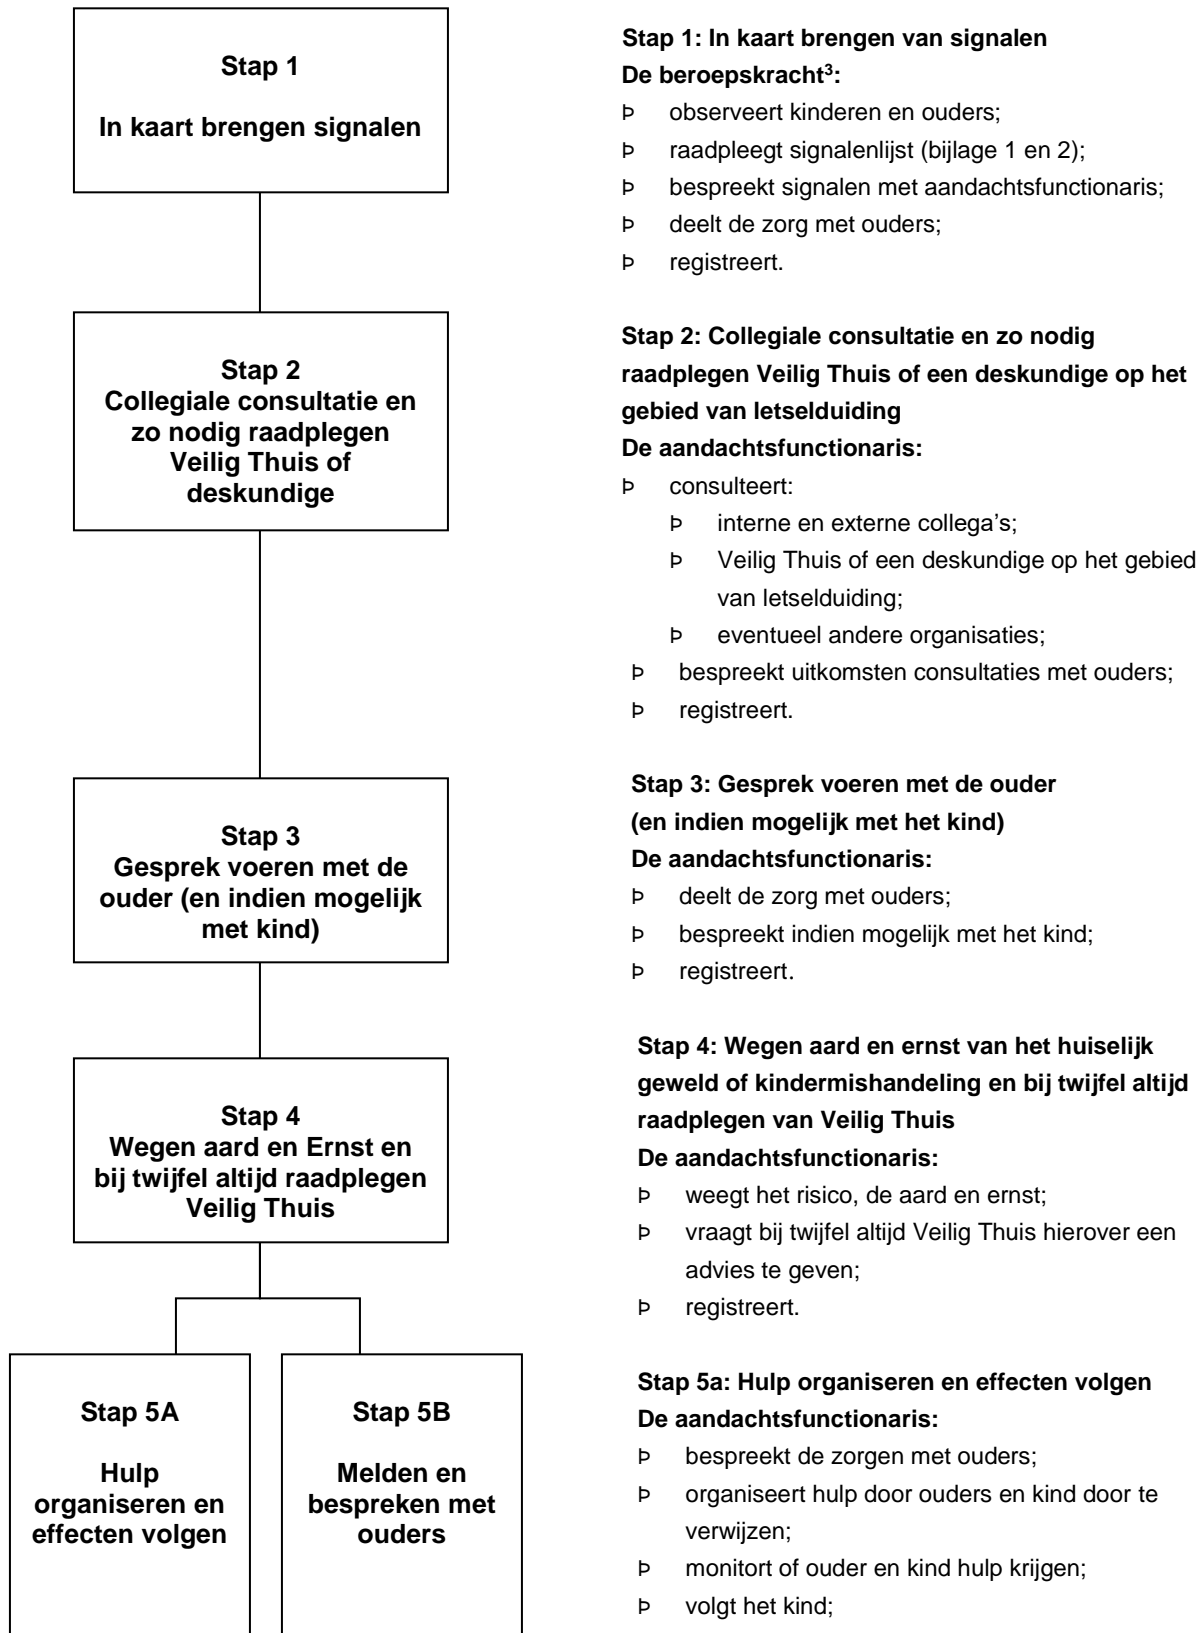 Stap 1
In kaart brengen signalen
Stap 2
Collegiale consultatie en
zo nodig raadplegen
Veilig Thuis of
deskundige
Stap 3
Gesprek voeren met de
ouder (en indien mogelijk
met kind)
Stap 4
Wegen aard en Ernst en
bij twijfel altijd raadplegen
Veilig Thuis
Stap 5A
Hulp
organiseren en
effecten volgen
Stap 5B
Melden en
bespreken met
ouders
Stap 1: In kaart brengen van signalen
De beroepskracht³:
Þ observeert kinderen en ouders;
Þ raadpleegt signalenlijst (bijlage 1 en 2);
Þ bespreekt signalen met aandachtsfunctionaris;
Þ deelt de zorg met ouders;
Þ registreert.
Stap 2: Collegiale consultatie en zo nodig
raadplegen Veilig Thuis of een deskundige op het
gebied van letselduiding
De aandachtsfunctionaris:
Þ consulteert:
Þ interne en externe collega’s;
Þ Veilig Thuis of een deskundige op het gebied
van letselduiding;
Þ eventueel andere organisaties;
Þ bespreekt uitkomsten consultaties met ouders;
Þ registreert.
Stap 3: Gesprek voeren met de ouder
(en indien mogelijk met het kind)
De aandachtsfunctionaris:
Þ deelt de zorg met ouders;
Þ bespreekt indien mogelijk met het kind;
Þ registreert.
Stap 4: Wegen aard en ernst van het huiselijk
geweld of kindermishandeling en bij twijfel altijd
raadplegen van Veilig Thuis
De aandachtsfunctionaris:
Þ weegt het risico, de aard en ernst;
Þ vraagt bij twijfel altijd Veilig Thuis hierover een
advies te geven;
Þ registreert.
Stap 5a: Hulp organiseren en effecten volgen
De aandachtsfunctionaris:
Þ bespreekt de zorgen met ouders;
Þ organiseert hulp door ouders en kind door te
verwijzen;
Þ monitort of ouder en kind hulp krijgen;
Þ volgt het kind;